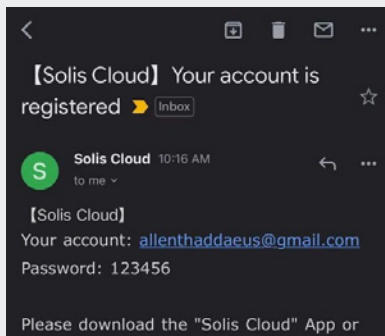 【Solis Cloud】Your account is
registered Inbox
S
Solis Cloud 10:16 AM
to me
【Solis Cloud】
Your account: allenthaddaeus@gmail.com
Password: 123456
Please download the "Solis Cloud" App or